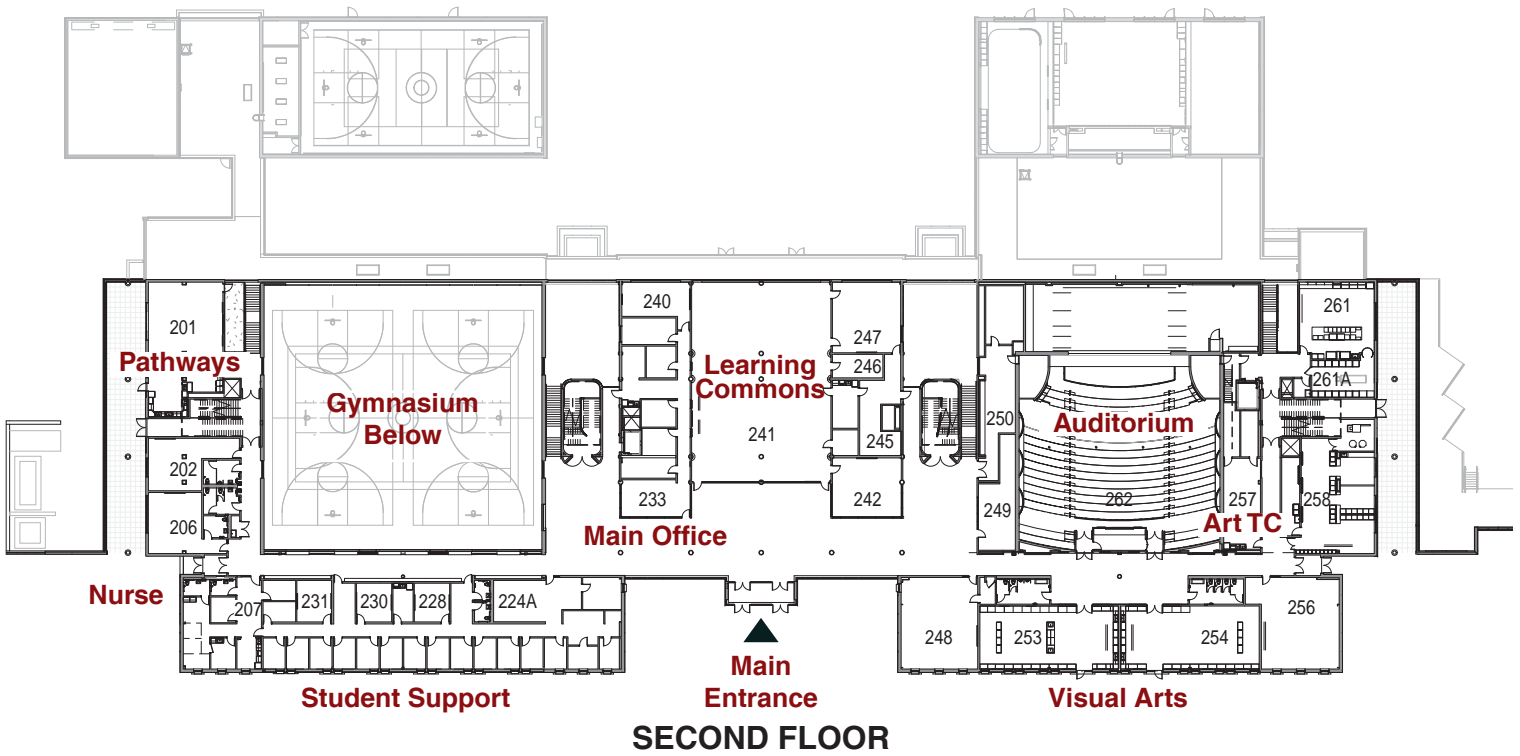 240
261
201
247
Pathways
Learning
Commons
246
261A
Gymnasium
Below
250
Auditorium
241
245
202
233
242
249
262
257
258
206
Main Office
Art TC
Nurse
207
231
230
228
224A
248
253
254
256
Main
Entrance
Student Support
Visual Arts
SECOND FLOOR